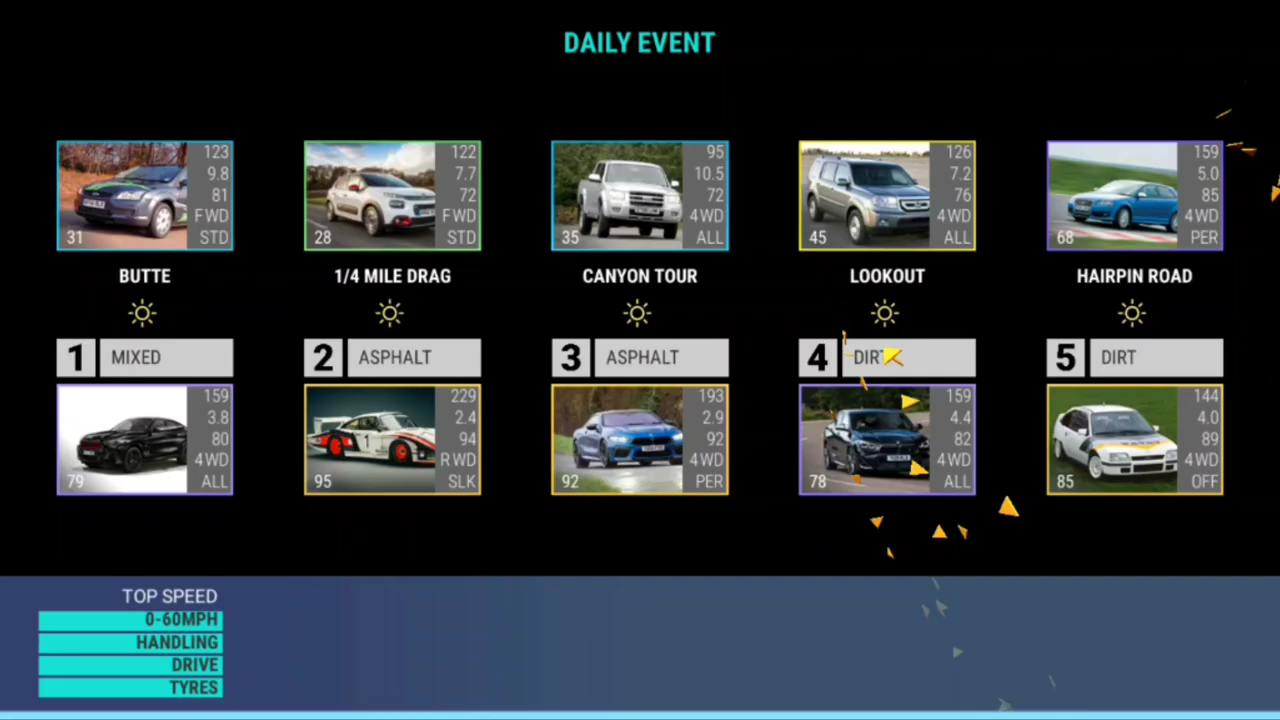 DAILY EVENT
123
9.8
81
FWD
31
STD
122
7.7
72
FWD
28
STD
95
10.5
72
4WD
35
ALL
126
7.2
76
4WD
45
ALL
159
5.0
85
4WD
68
PER
BUTTE
1/4 MILE DRAG
CANYON TOUR
LOOKOUT
HAIRPIN ROAD
1 MIXED
2 ASPHALT
3 ASPHALT
4 DIRT
5 DIRT
159
3.8
80
4WD
79
ALL
229
2.4
94
RWD
95
SLK
1
193
2.9
92
4WD
92
PER
159
4.4
82
4WD
78
ALL
144
4.0
89
4WD
85
OFF
TOP SPEED
0-60MPH
HANDLING
DRIVE
TYRES